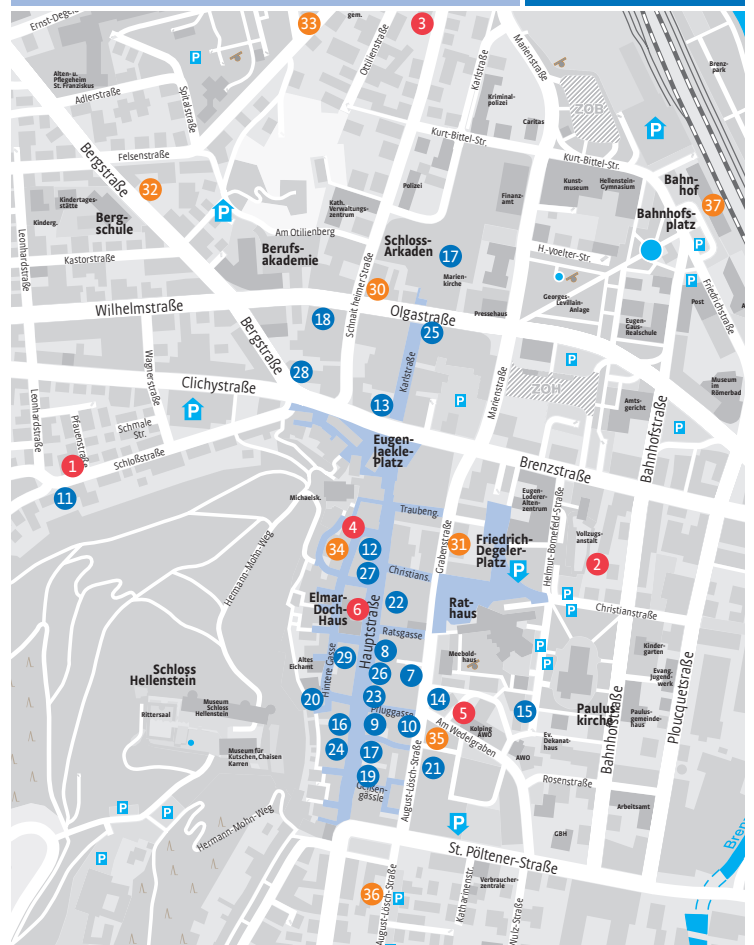 Ernst-Degel
33
gem.
3
Ottilienstraße
Karlstraße
Marienstraße
P
Alten- u.
Pflegeheim
St. Franziskus
Adlerstraße
Spitalstraße
P
Brenz-
park
Kriminal-
polizei
Caritas
ZOB
P
Kurt-Bittel-Str.
Kurt-Bittel-Str.
Felsenstraße
Bergstraße
32
Kindertages-
stätte
Kinderg.
Berg-
schule
Leonhardstraße
Kastorstraße
P
Kath.
Verwaltungs-
zentrum
Polizei
Finanz-
amt
Kunst-
museum
Hellenstein-
Gymnasium
Bahn-
hof
37
Bahnhofs-
platz
P
Am Ottilienberg
Berufs-
akademie
Schloss-
Arkaden
17
Marien-
kirche
H.-Voelter-Str.
P
Friedrichstraße
Schnaitheimer Straße
30
Georges-
Levillain-
Anlage
Post
Wilhelmstraße
18
Olgastraße
25
Pressehaus
Eugen-
Gaus-
Realschule
Bergstraße
Wagnerstraße
28
Karlstraße
Marienstraße
P
ZOH
Museum
im
Römerbad
Clichystraße
Leonhardstraße
P
13
P
Amts-
gericht
Bahnhofstraße
P
Pfauenstraße
Schmale
Str.
Schloßstraße
Eugen-
Jaekle-
Platz
1
11
Brenzstraße
Michaelsk.
Eugen-
Loderer-
Alten-
zentrum
Helmut-Bornefeld-Straße
Vollzugs-
anstalt
Traubeng.
4
34
12
31
Grabenstraße
Friedrich-
Degeler-
Platz
P
2
Hermann-Mohn-Weg
27
Christians.
Elmar-
Doch-
Haus
6
22
Rat-
haus
P
P
Christianstraße
Hauptstraße
Ratsgasse
Altes
Eichamt
29
Hintere Gasse
8
26
7
Meebold-
haus
P
P
Kinder-
garten
Evang.
Jugend-
werk
Ploucquetstraße
Schloss
Hellenstein
Rittersaal
Museum
Schloss
Hellenstein
20
23
14
5
15
Paulus
kirche
Paulus-
gemeinde-
haus
Bahnhofstraße
Pfluggasse
16
9
10
Kolping
AWO
35
Am Wedelgraben
Ev.
Dekanat-
haus
AWO
Museum für
Kutschen, Chaisen
Karren
24
17
21
19
Geißen-
gässle
August-Lösch-Straße
Rosenstraße
Arbeitsamt
P
P
P
Hermann-Mohn-Weg
P
GBH
St. Pöltener-Straße
36
P
August-Lösch-Straße
Katharinenstr.
Verbraucher-
zentrale
Wulz-Straße
Bren